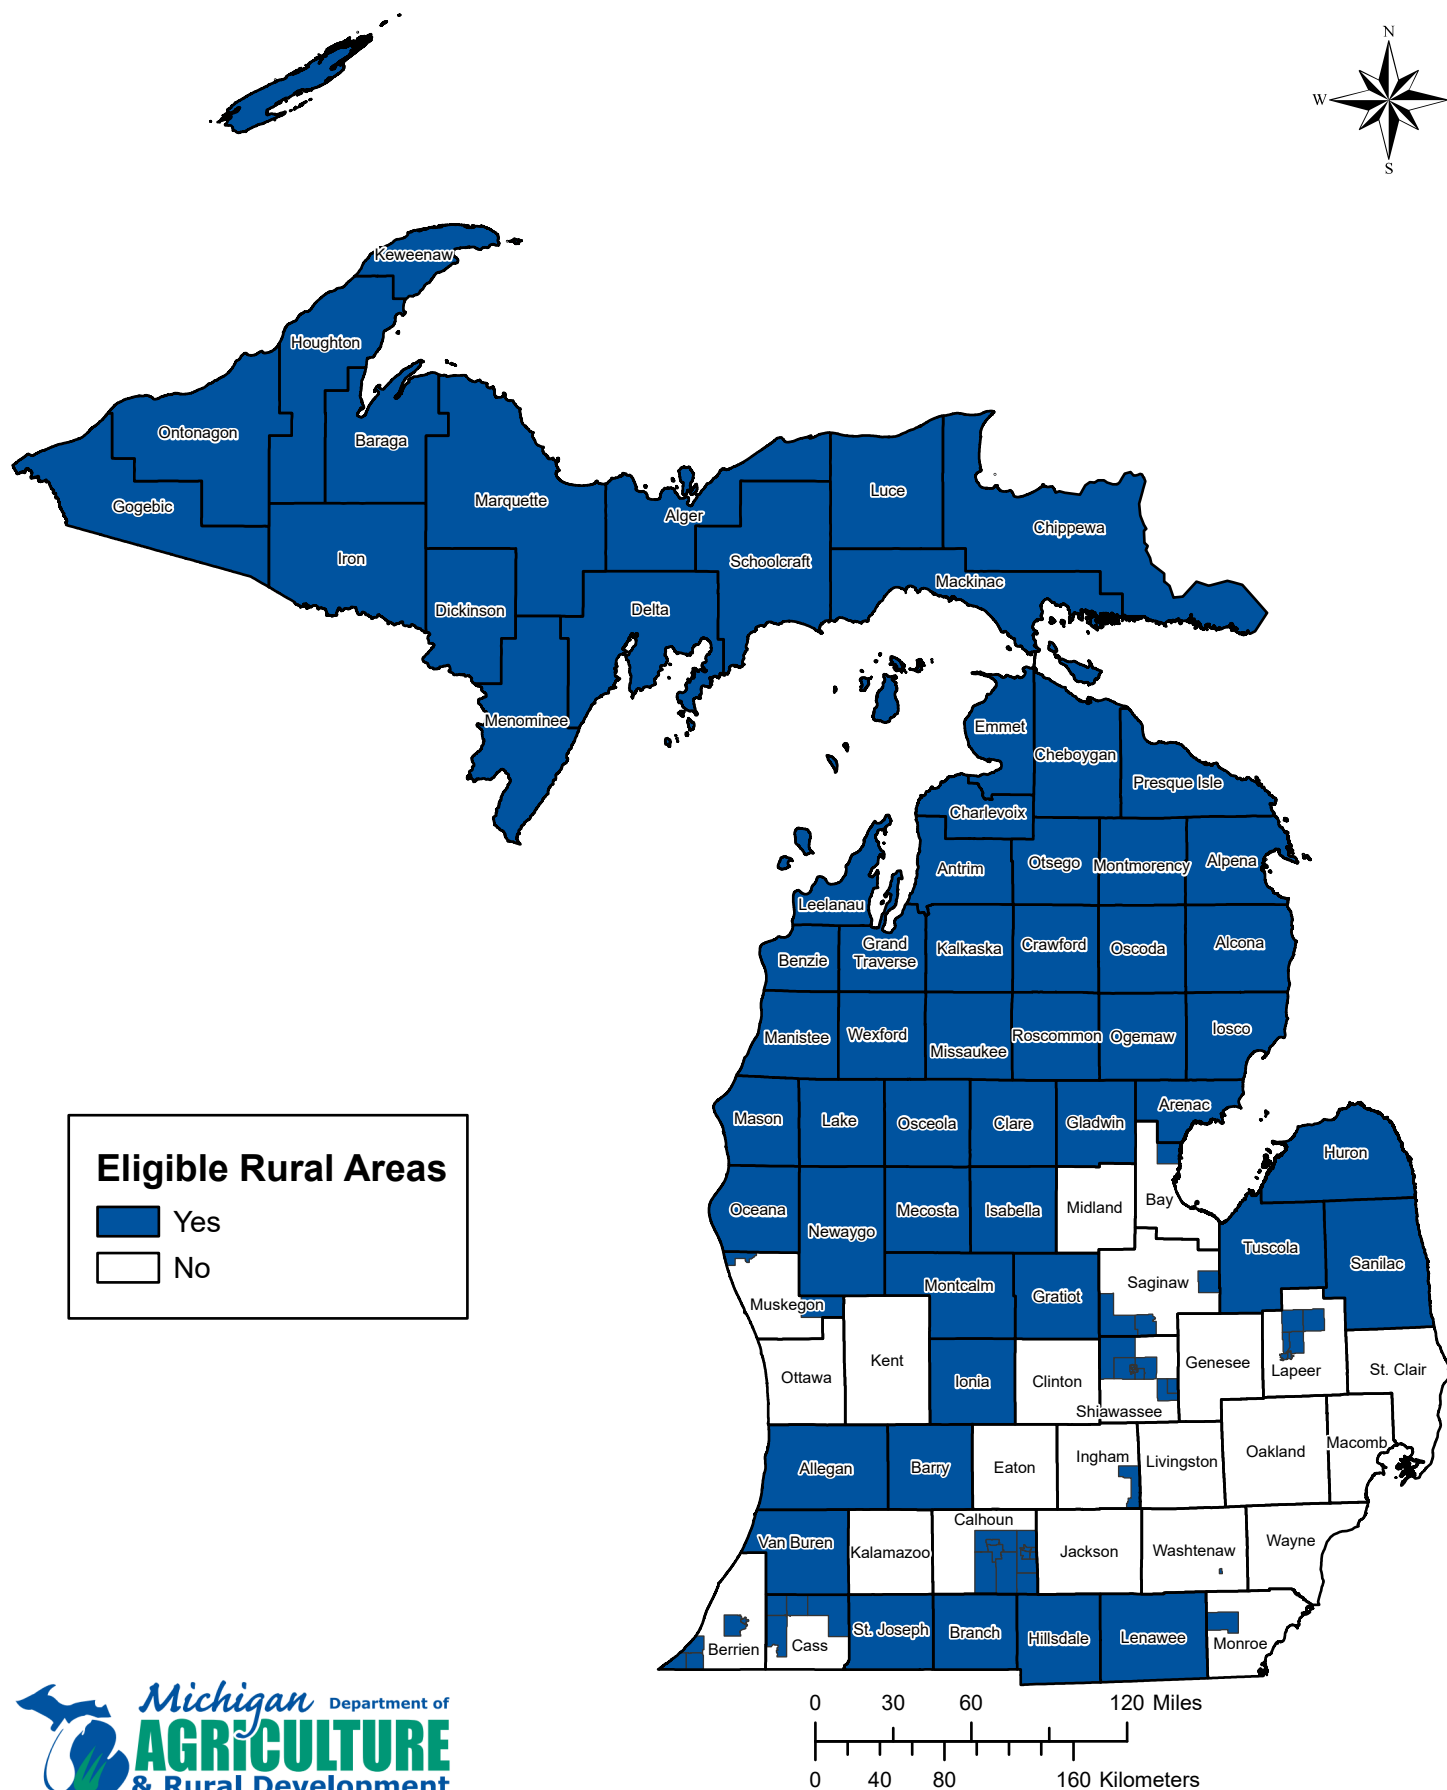 N
W
S
Keweenaw
Houghton
Ontonagon
Baraga
Gogebic
Marquette
Luce
Alger
Chippewa
Iron
Schoolcraft
Mackinac
Dickinson
Delta
Menominee
Emmet
Cheboygan
Presque Isle
Charlevoix
Antrim
Otsego
Montmorency
Alpena
Leelanau
Grand
Traverse
Benzie
Kalkaska
Crawford
Oscoda
Alcona
Manistee
Wexford
Missaukee
Roscommon
Ogemaw
Iosco
Mason
Lake
Osceola
Clare
Gladwin
Arenac
Huron
Oceana
Newaygo
Mecosta
Isabella
Midland
Bay
Tuscola
Sanilac
Eligible Rural Areas
Yes
No
Muskegon
Montcalm
Gratiot
Saginaw
Ottawa
Kent
Ionia
Clinton
Shiawassee
Genesee
Lapeer
St. Clair
Allegan
Barry
Eaton
Ingham
Livingston
Oakland
Macomb
Van Buren
Kalamazoo
Calhoun
Jackson
Washtenaw
Wayne
Berrien
Cass
St. Joseph
Branch
Hillsdale
Lenawee
Monroe
Michigan Department of
AGRICULTURE
& Rural Development
0 30 60 120 Miles
0 40 80 160 Kilometers